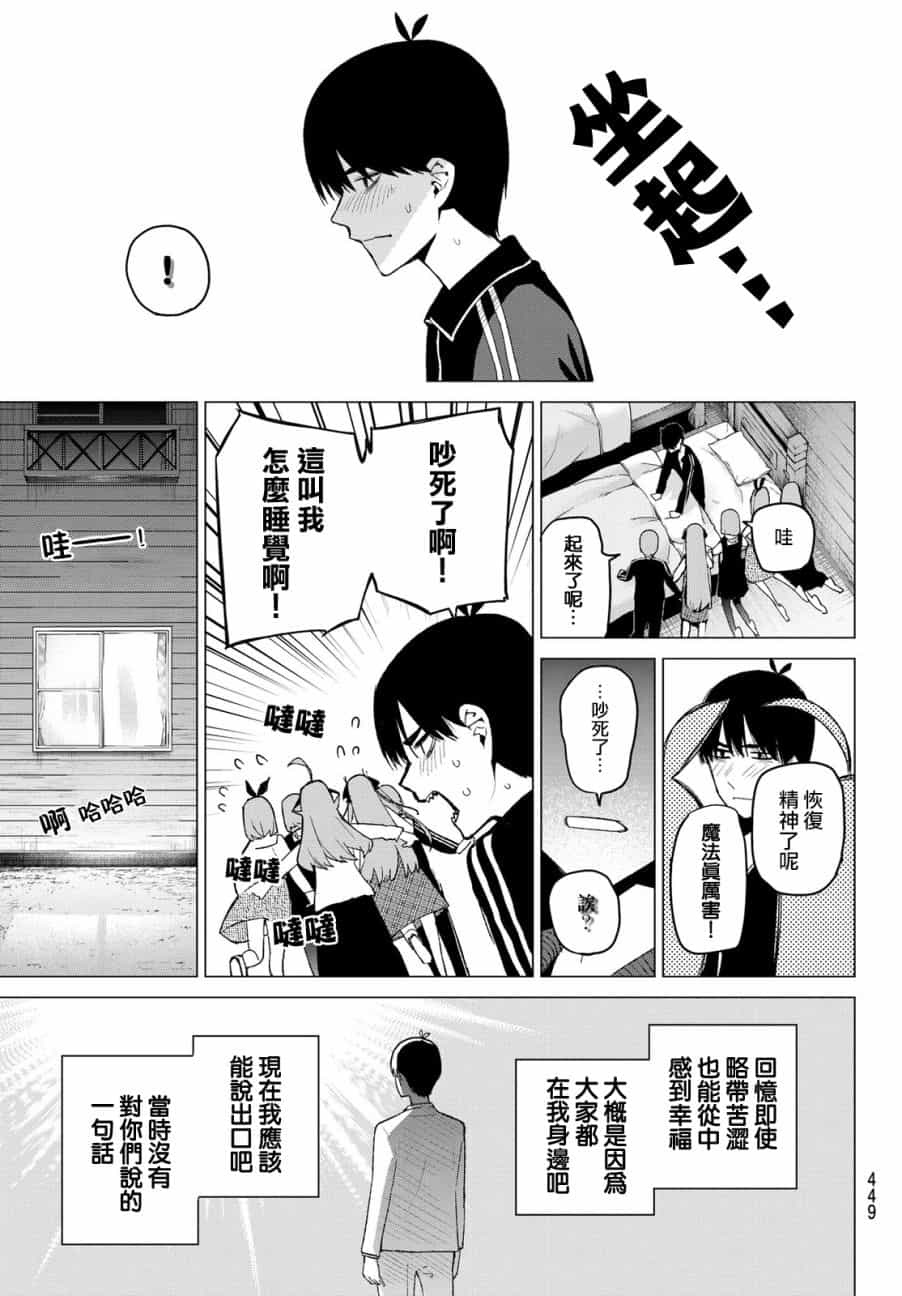 坐起…
！
哇
起來了呢…
恢復
精神了呢
魔法眞厲害！
…吵死了…
誒？
吵死了啊！
這叫我
怎麼睡覺啊！
噠噠
噠噠
噠噠
哇——！
啊 哈哈哈
回憶即使
略帶苦澀
也能從中
感到幸福
大概是因為
大家都
在我身邊吧
現在我應該
能說出口吧
當時沒有
對你們說的
一句話
449